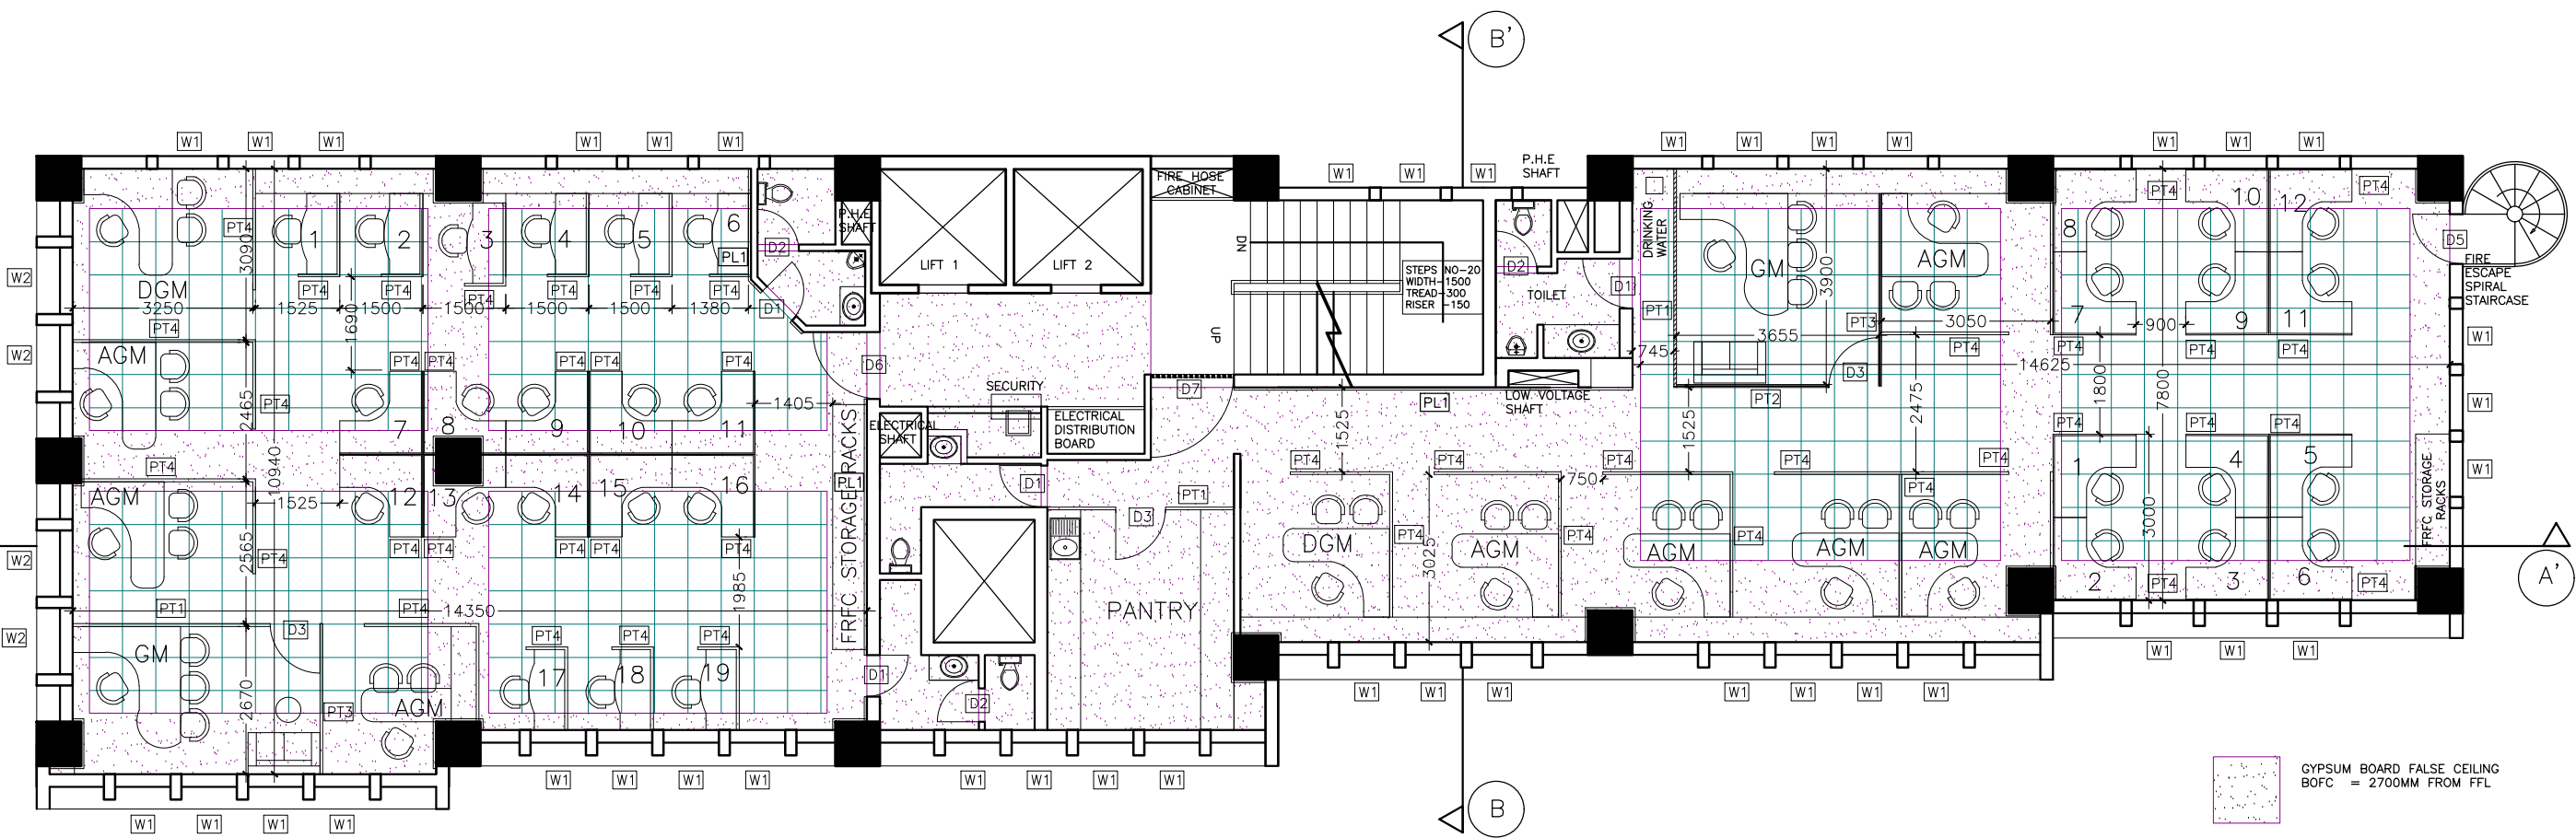 B'
W1 W1 W1 W1 W1 W1 W1 W1 W1
P.H.E
SHAFT
W1 W1 W1 W1 W1 W1 W1
FIRE HOSE
CABINET
PT4 10 12 PT4
P.H.E
SHAFT
DRINKING
WATER
PT4 1 2 3 4 5 6 8
D2 DN D5
3090 PL1 LIFT 1 LIFT 2 D2 GM 3900 AGM
FIRE
ESCAPE
SPIRAL
STAIRCASE
STEPS NO-20
WIDTH-1500
TREAD-300
RISER -150
W2 DGM PT4 PT4 PT4 PT4 PT4 PT4 TOILET D1
3250 1525 1500 1500 1500 1380 D1 PT1 7 9 11
PT4 1690 UP 3655 PT3 3050 900 W1
W2 AGM PT4 PT4 PT4 PT4 PT4 D6 745 PT4 PT4 PT4 PT4
D3 14625
SECURITY D7
2465 PT4 1405 PL1 PT2 1800 7800 W1
LOW VOLTAGE
SHAFT
ELECTRICAL
DISTRIBUTION
BOARD
ELECTRICAL
SHAFT
7 8 9 10 11 1525 1525 2475 PT4 PT4 PT4
PT4 10940 FRFC STORAGE RACKS PT4 PT4 PT4 PT4 PT4 1 4 5 W1
AGM 1525 12 13 14 15 16 PL1 D1 PT1 750 PT4
FRFC STORAGE
RACKS
D3 3000
W2 2565 PT4 PT4 PT4 PT4 PT4 PT4 DGM PT4 AGM PT4 AGM PT4 AGM AGM
3025 A'
1985 2 PT4 3 6 PT4
PT1 14350 PT4 PANTRY
W2 D3 PT4 PT4 PT4
GM 17 18 19 D1 W1 W1 W1
2670 PT3 AGM D2 W1 W1 W1 W1 W1 W1 W1
W1 W1 W1 W1 W1 W1 W1 W1
GYPSUM BOARD FALSE CEILING
BOFC = 2700MM FROM FFL
B
W1 W1 W1 W1